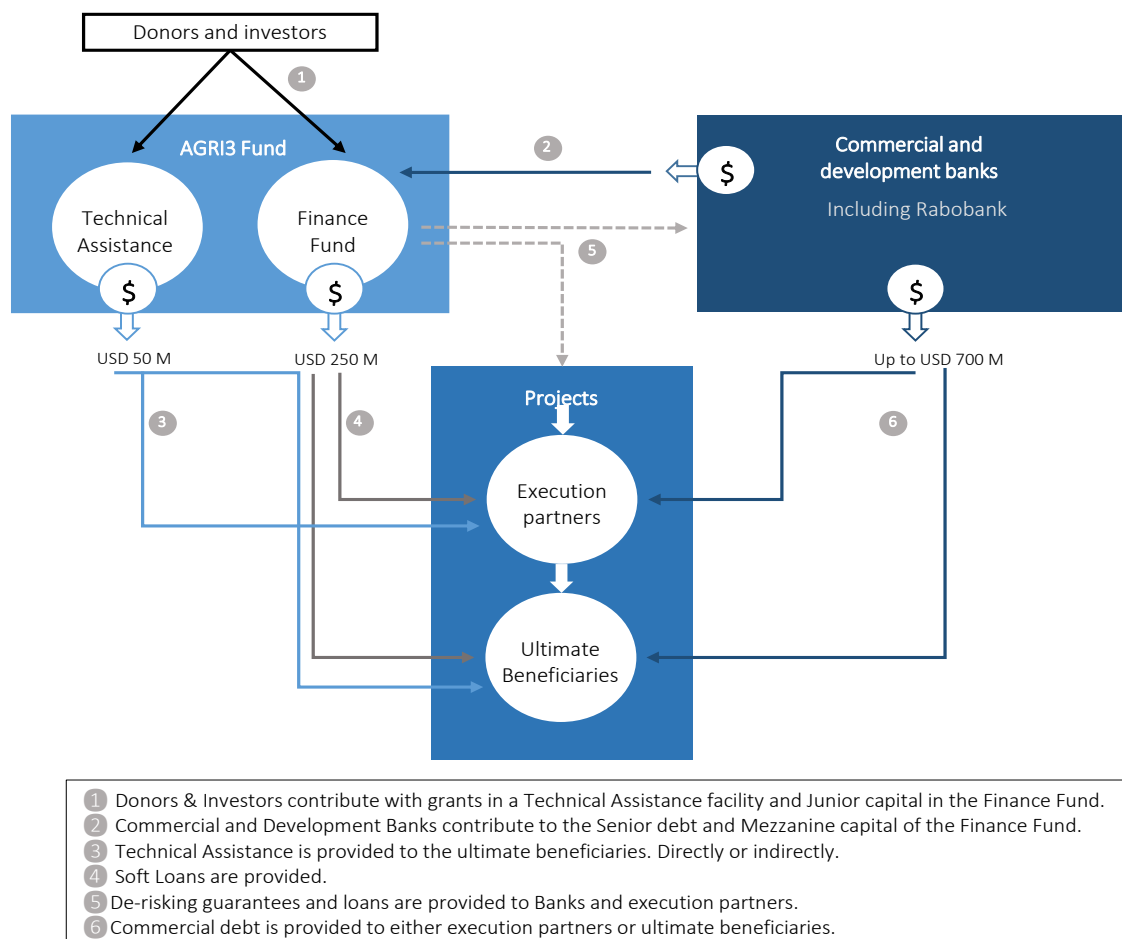 Donors and investors
1
AGRI3 Fund
2
$
Commercial and
development banks
Including Rabobank
Technical
Assistance
Finance
Fund
5
$
$
$
USD 50 M
USD 250 M
Up to USD 700 M
Projects
3
4
6
Execution
partners
Ultimate
Beneficiaries
1 Donors & Investors contribute with grants in a Technical Assistance facility and Junior capital in the Finance Fund.
2 Commercial and Development Banks contribute to the Senior debt and Mezzanine capital of the Finance Fund.
3 Technical Assistance is provided to the ultimate beneficiaries. Directly or indirectly.
4 Soft Loans are provided.
5 De-risking guarantees and loans are provided to Banks and execution partners.
6 Commercial debt is provided to either execution partners or ultimate beneficiaries.